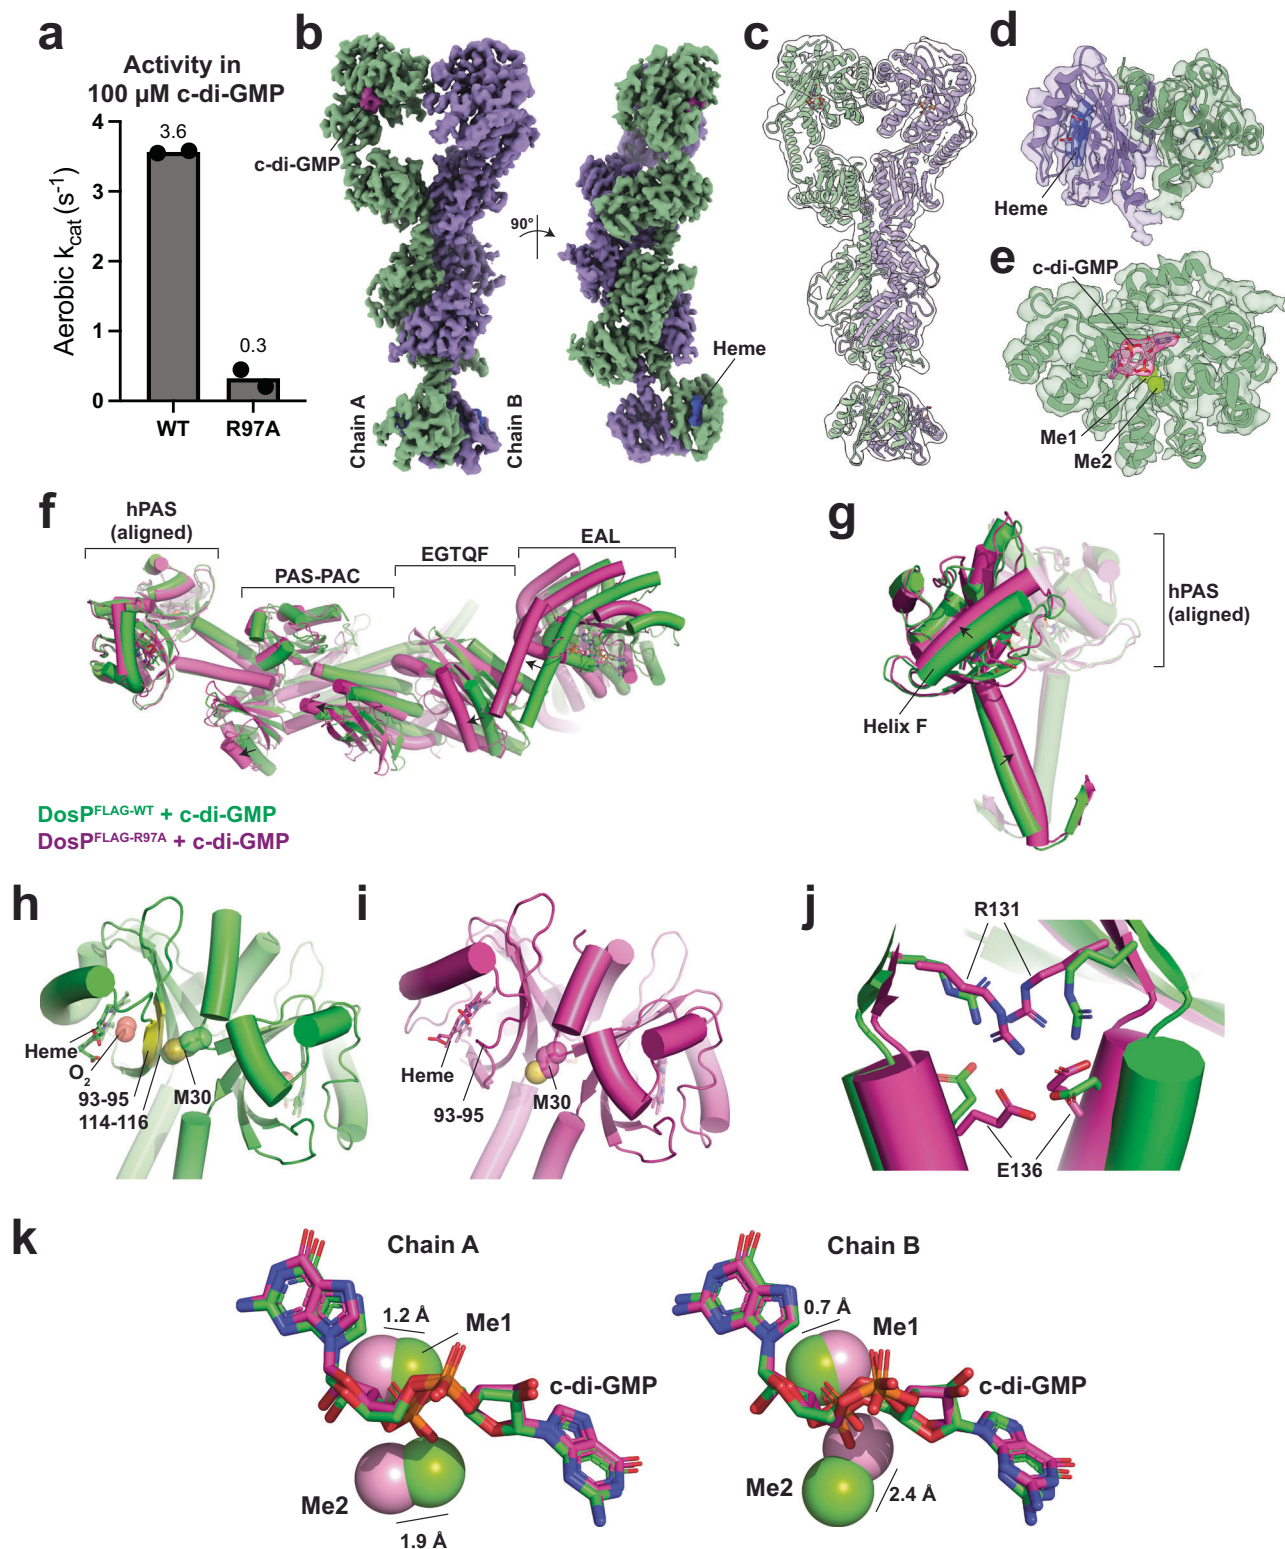 a
Activity in
100 µM c-di-GMP
Aerobic kcat (s-1)
4
3
2
1
0
3.6
0.3
WT
R97A
b
c-di-GMP
90°
Heme
Chain A
Chain B
c
d
Heme
e
c-di-GMP
Me1
Me2
f
hPAS
(aligned)
PAS-PAC
EGTQF
EAL
DosPFLAG-WT + c-di-GMP
DosPFLAG-R97A + c-di-GMP
g
hPAS
(aligned)
Helix F
h
Heme
O2
93-95
114-116
M30
i
Heme
93-95
M30
j
R131
E136
k
Chain A
1.2 Å
Me1
c-di-GMP
Me2
1.9 Å
Chain B
0.7 Å
Me1
c-di-GMP
Me2
2.4 Å